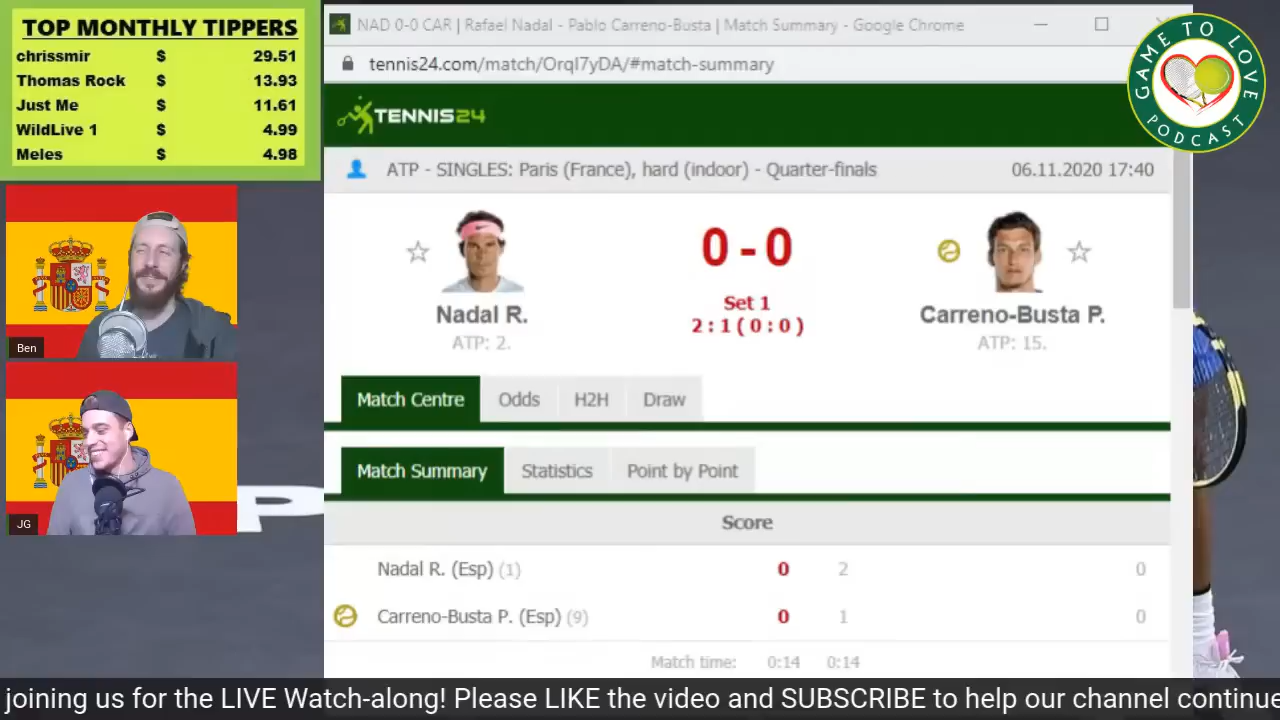 TOP MONTHLY TIPPERS
chrissmir $ 29.51
Thomas Rock $ 13.93
Just Me $ 11.61
WildLive 1 $ 4.99
Meles $ 4.98
Ben
JG
NAD 0-0 CAR | Rafael Nadal - Pablo Carreno-Busta | Match Summary - Google Chrome
tennis24.com/match/OrqI7yDA/#match-summary
GAME TO LOVE
PODCAST
TENNIS24
ATP - SINGLES: Paris (France), hard (indoor) - Quarter-finals 06.11.2020 17:40
0 - 0
Set 1
2 : 1 ( 0 : 0 )
Nadal R.
ATP: 2.
Carreno-Busta P.
ATP: 15.
Match Centre Odds H2H Draw
Match Summary Statistics Point by Point
Score
Nadal R. (Esp) (1) 0 2 0
Carreno-Busta P. (Esp) (9) 0 1 0
Match time: 0:14 0:14
joining us for the LIVE Watch-along! Please LIKE the video and SUBSCRIBE to help our channel continue